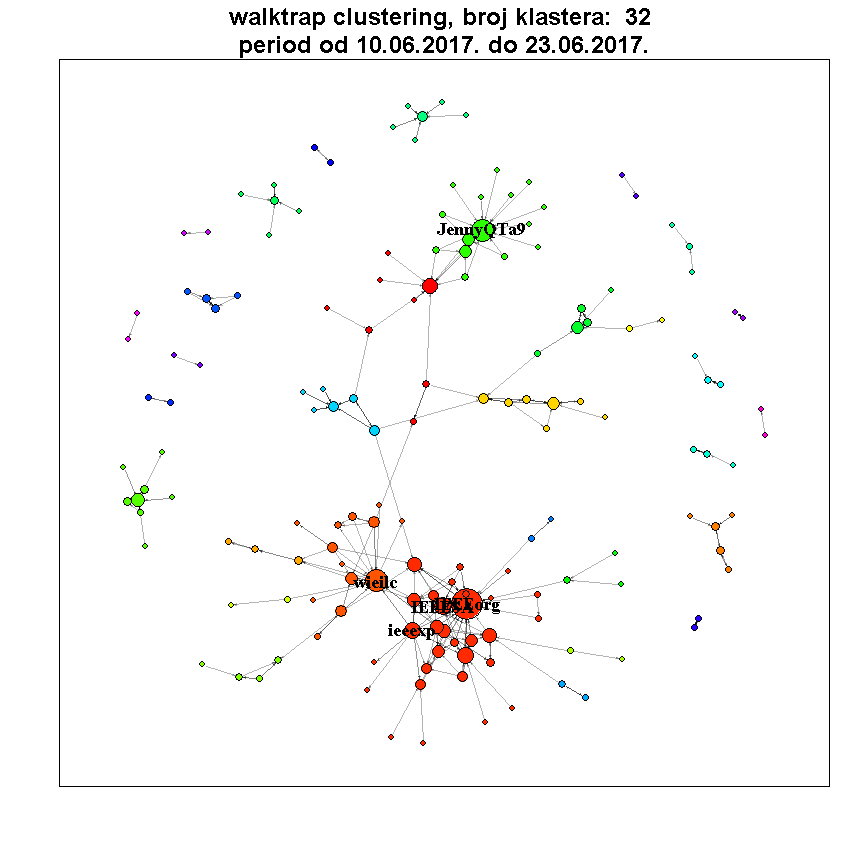 walktrap clustering, broj klastera: 32
period od 10.06.2017. do 23.06.2017.
JennyQTa9
wieilc
ieeexp